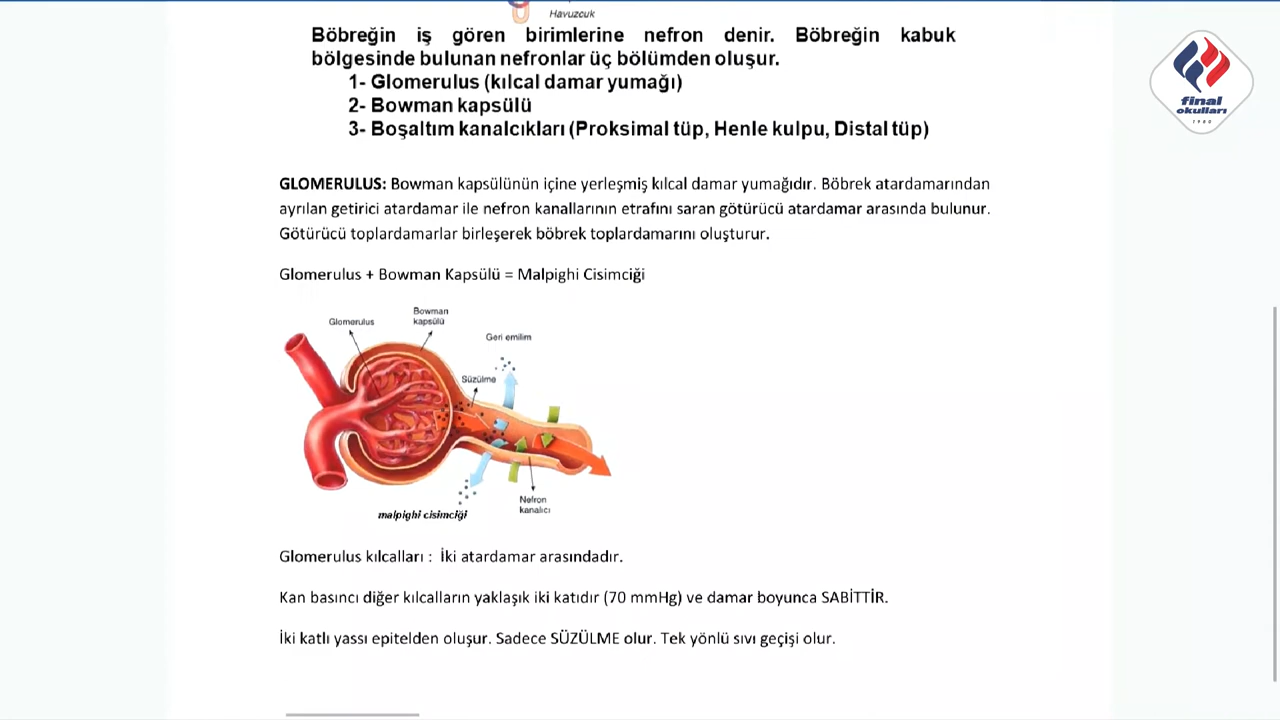 Havuzcuk
Böbreğin iş gören birimlerine nefron denir. Böbreğin kabuk
bölgesinde bulunan nefronlar üç bölümden oluşur.
1- Glomerulus (kılcal damar yumağı)
2- Bowman kapsülü
3- Boşaltım kanalcıkları (Proksimal tüp, Henle kulpu, Distal tüp)
final
okulları
1980
GLOMERULUS: Bowman kapsülünün içine yerleşmiş kılcal damar yumağıdır. Böbrek atardamarından
ayrılan getirici atardamar ile nefron kanallarının etrafını saran götürücü atardamar arasında bulunur.
Götürücü toplardamarlar birleşerek böbrek toplardamarını oluşturur.
Glomerulus + Bowman Kapsülü = Malpighi Cisimciği
Glomerulus
Bowman
kapsülü
Geri emilim
Süzülme
Nefron
kanalıcı
malpighi cisimciği
Glomerulus kılcalları : İki atardamar arasındadır.
Kan basıncı diğer kılcalların yaklaşık iki katıdır (70 mmHg) ve damar boyunca SABİTTİR.
İki katlı yassı epitelden oluşur. Sadece SÜZÜLME olur. Tek yönlü sıvı geçişi olur.